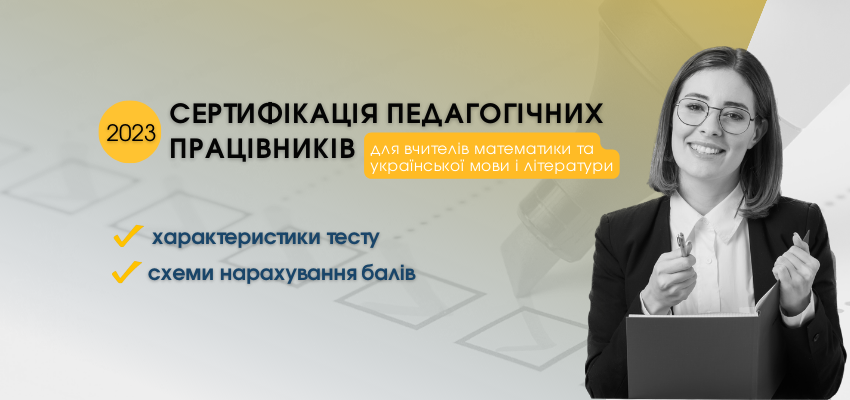 2023
СЕРТИФІКАЦІЯ ПЕДАГОГІЧНИХ
ПРАЦІВНИКІВ
для вчителів математики та
української мови і літератури
характеристики тесту
схеми нарахування балів